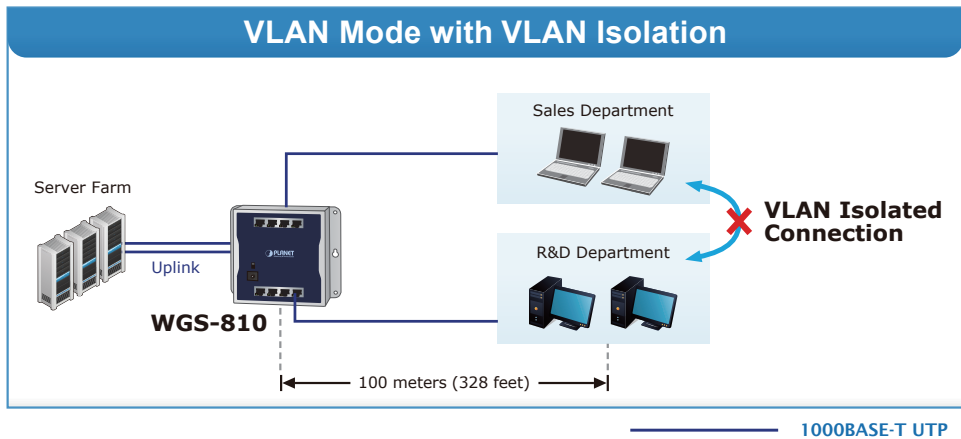 VLAN Mode with VLAN Isolation
Sales Department
Server Farm
VLAN Isolated
Connection
PLANET
R&D Department
Uplink
WGS-810
100 meters (328 feet)
1000BASE-T UTP